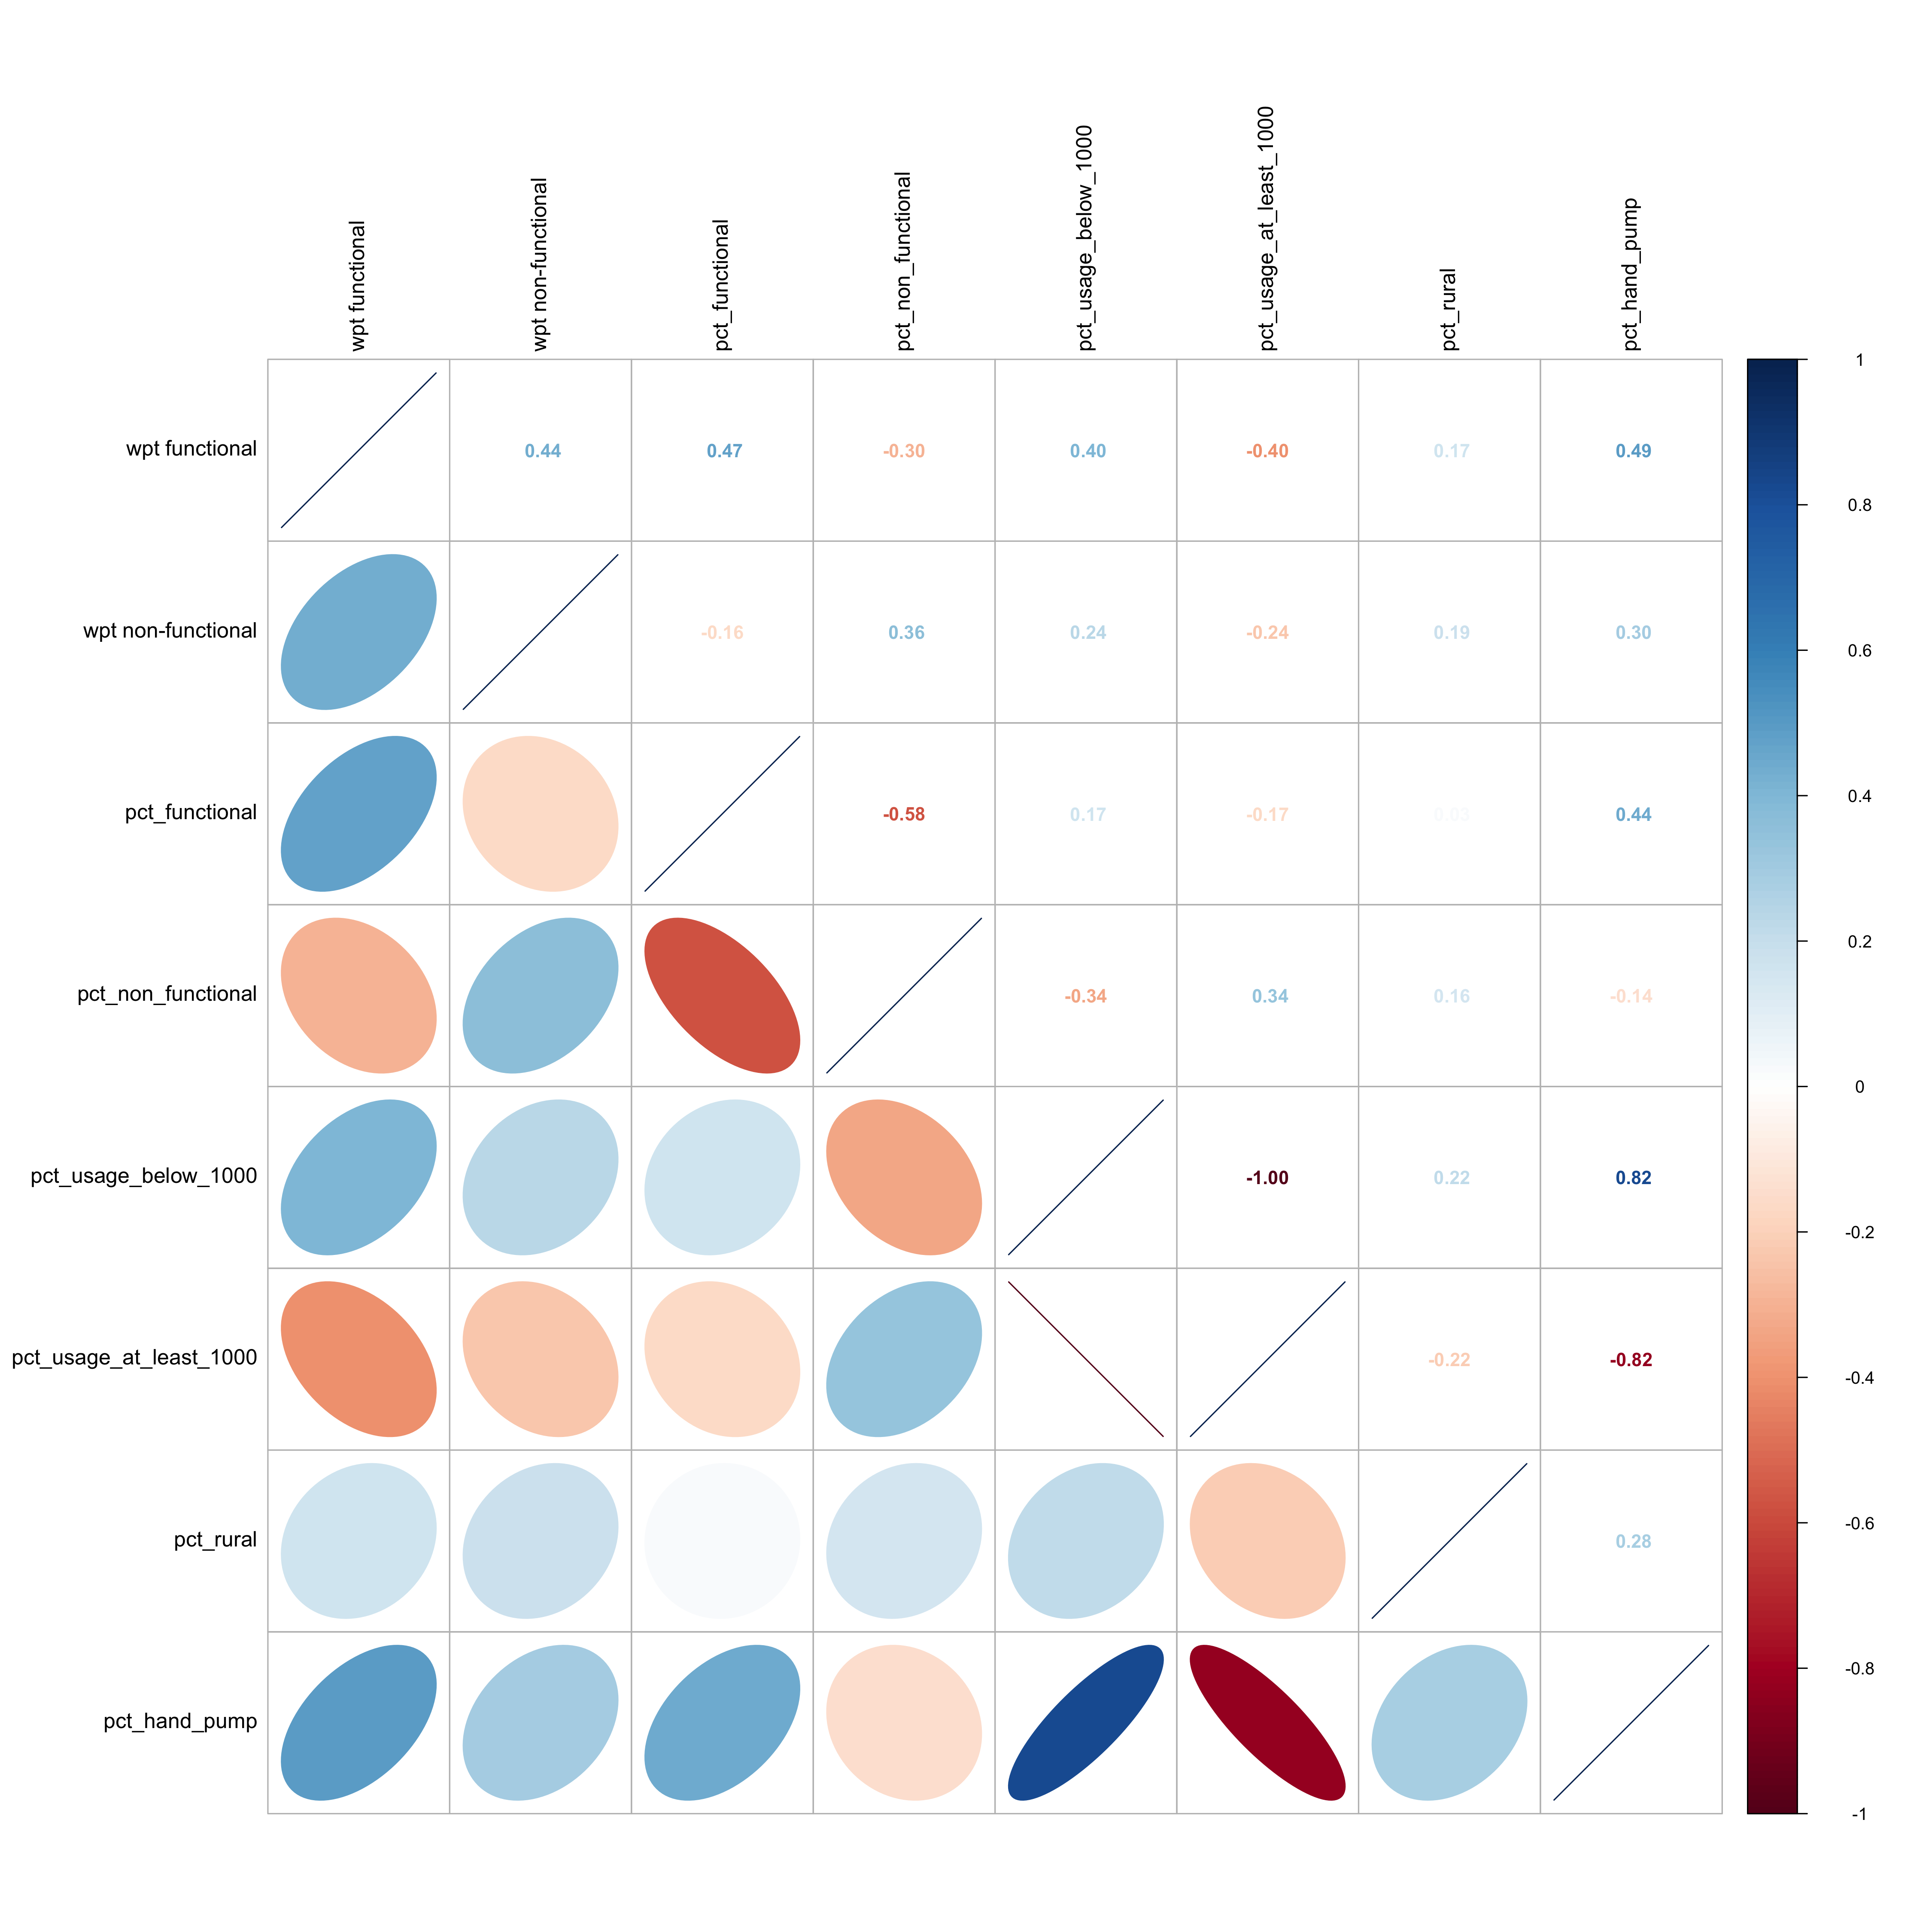 wpt functional
wpt non-functional
pct_functional
pct_non_functional
pct_usage_below_1000
pct_usage_at_least_1000
pct_rural
pct_hand_pump
wpt functional 0.44 0.47 -0.30 0.40 -0.40 0.17 0.49
wpt non-functional -0.16 0.36 0.24 -0.24 0.19 0.30
pct_functional -0.58 0.17 -0.17 0.03 0.44
pct_non_functional -0.34 0.34 0.16 -0.14
pct_usage_below_1000 -1.00 0.22 0.82
pct_usage_at_least_1000 -0.22 -0.82
pct_rural 0.28
pct_hand_pump
1
0.8
0.6
0.4
0.2
0
-0.2
-0.4
-0.6
-0.8
-1